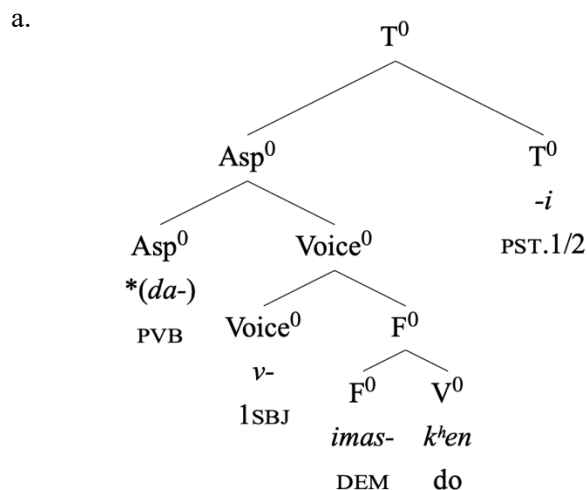 a.
T⁰
Asp⁰ T⁰
-i
Asp⁰ Voice⁰ PST.1/2
*(da-)
PVB Voice⁰ F⁰
v-
1SBJ F⁰ V⁰
imas- kʰen
DEM do